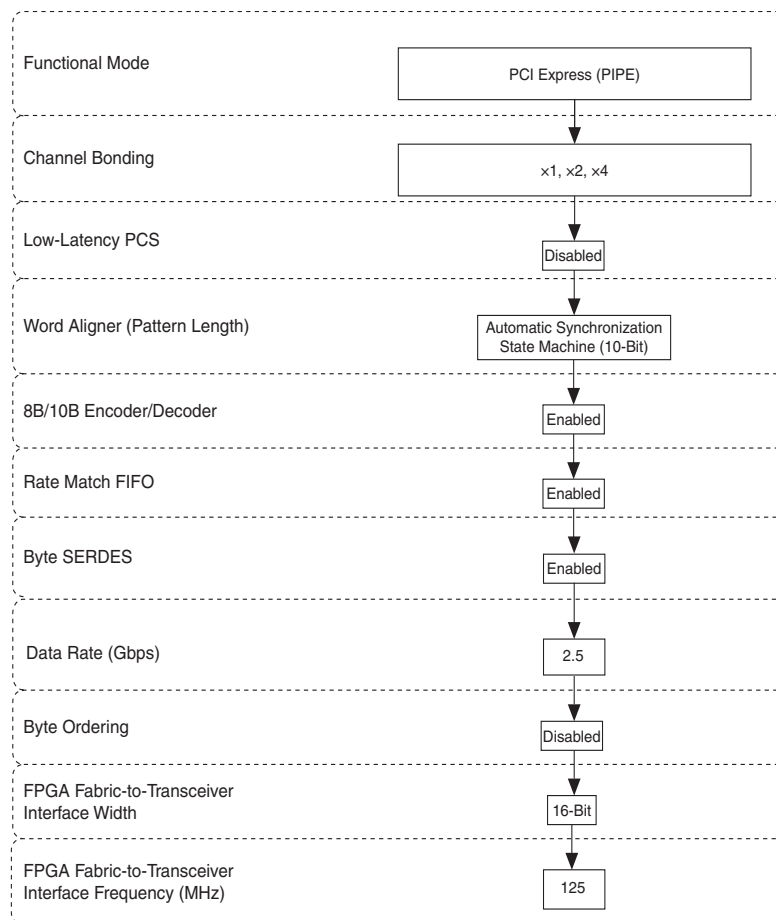 Functional Mode
PCI Express (PIPE)
Channel Bonding
×1, ×2, ×4
Low-Latency PCS
Disabled
Word Aligner (Pattern Length)
Automatic Synchronization
State Machine (10-Bit)
8B/10B Encoder/Decoder
Enabled
Rate Match FIFO
Enabled
Byte SERDES
Enabled
Data Rate (Gbps)
2.5
Byte Ordering
Disabled
FPGA Fabric-to-Transceiver
Interface Width
16-Bit
FPGA Fabric-to-Transceiver
Interface Frequency (MHz)
125